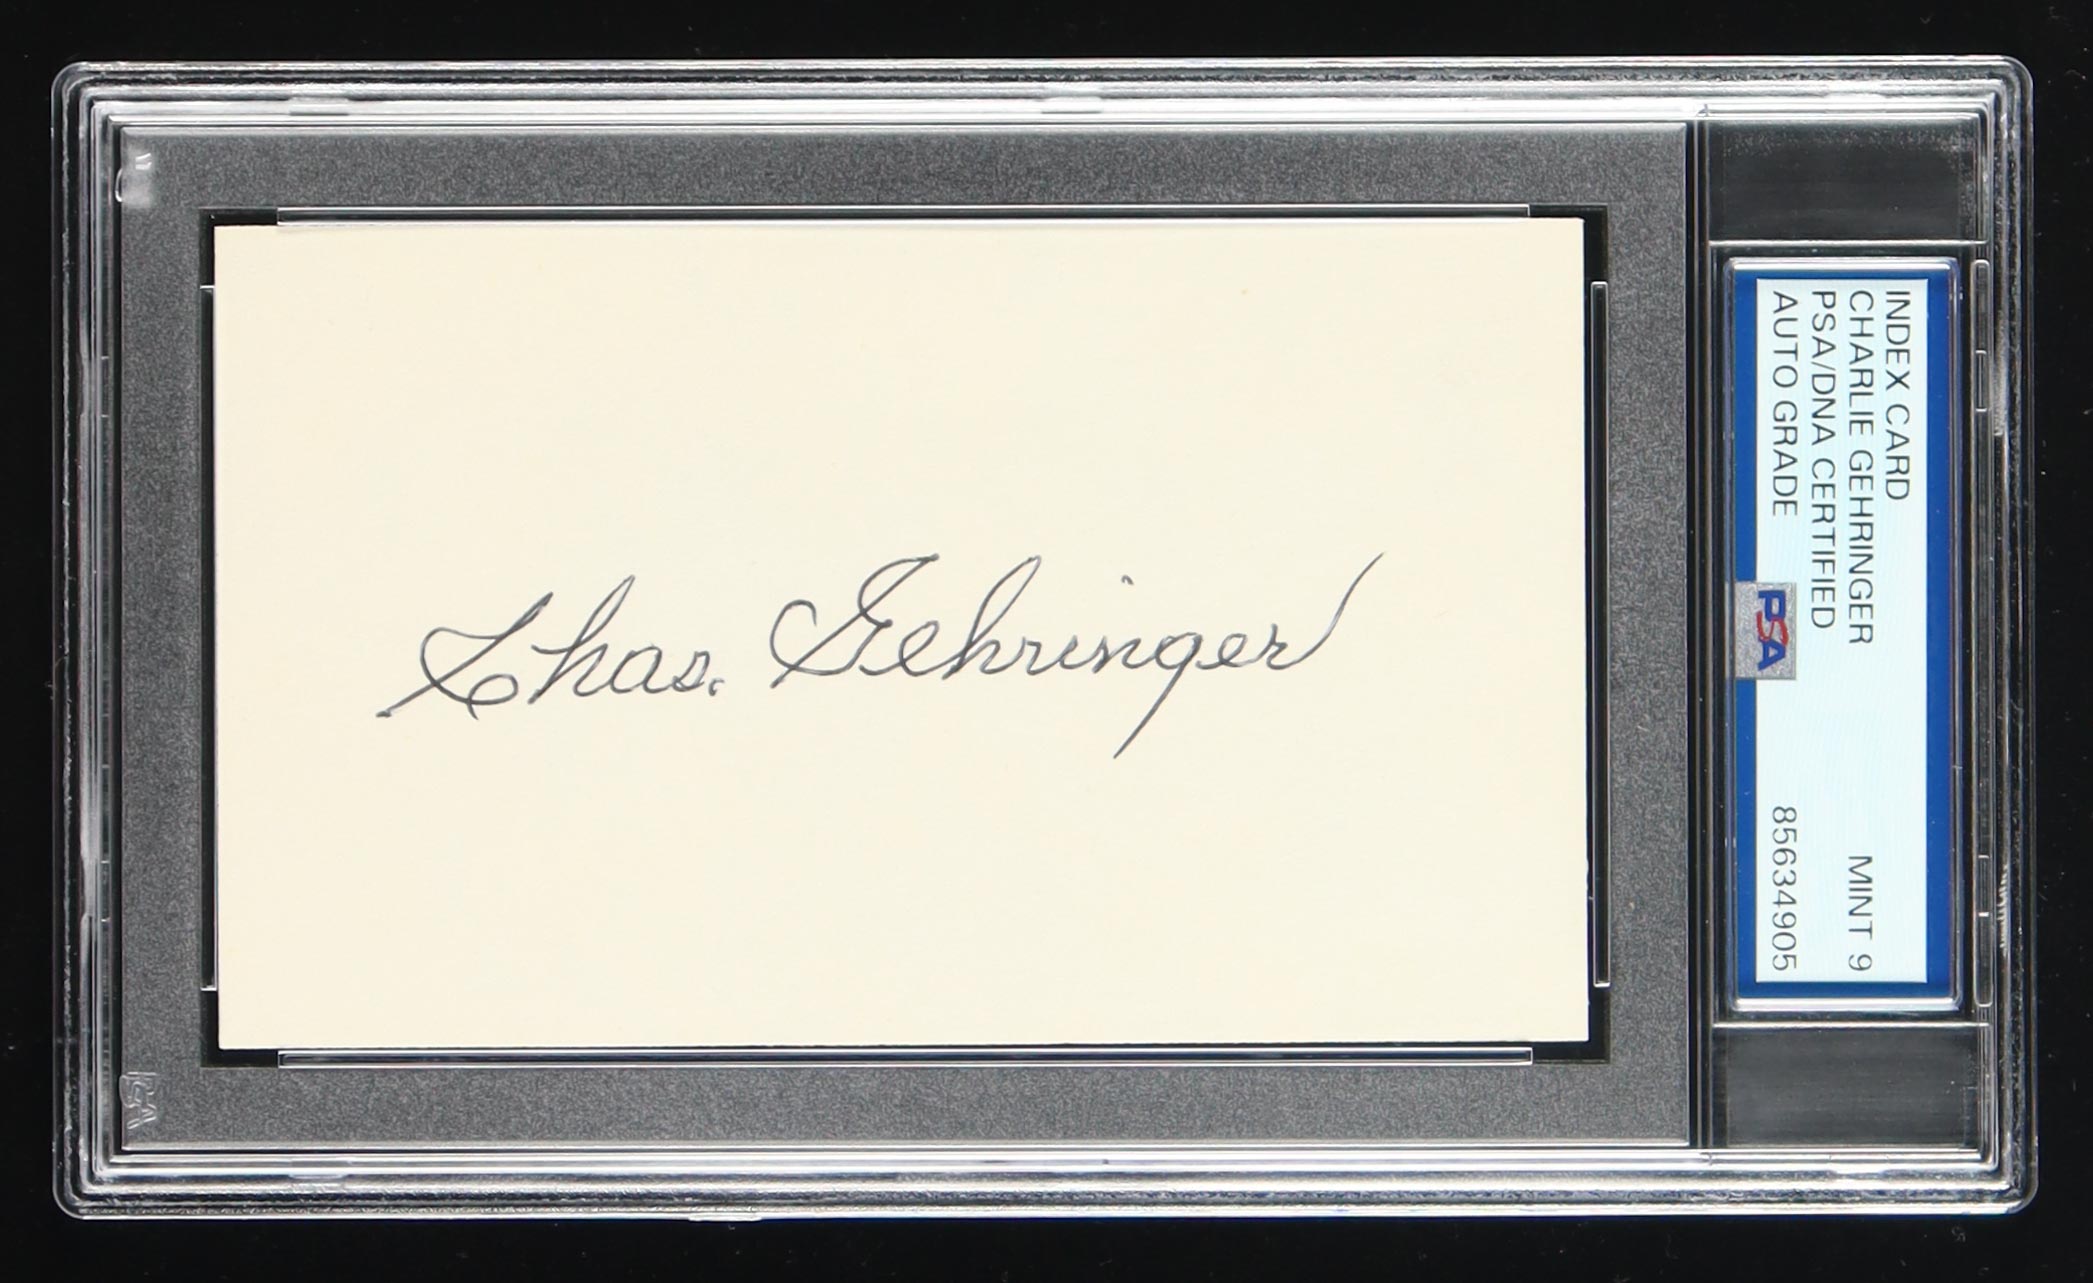 Chas. Gehringer
INDEX CARD
CHARLIE GEHRINGER MINT 9
PSA/DNA CERTIFIED
AUTO GRADE 85634905
PSA